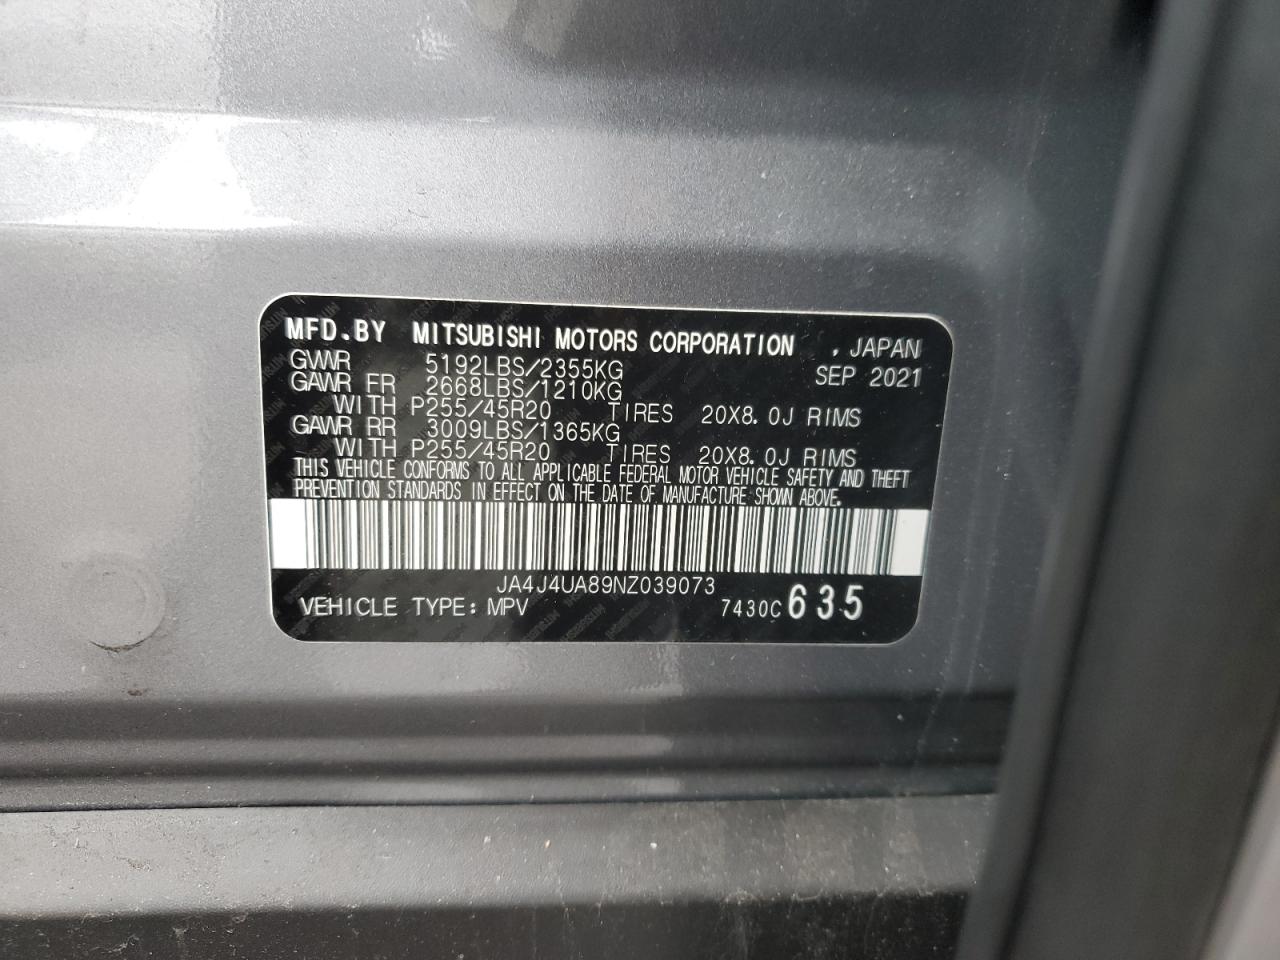 MFD.BY MITSUBISHI MOTORS CORPORATION , JAPAN
GVWR 5192LBS/2355KG SEP 2021
GAWR FR 2668LBS/1210KG
WITH P255/45R20 TIRES 20X8.0J RIMS
GAWR RR 3009LBS/1365KG
WITH P255/45R20 TIRES 20X8.0J RIMS
THIS VEHICLE CONFORMS TO ALL APPLICABLE FEDERAL MOTOR VEHICLE SAFETY AND THEFT
PREVENTION STANDARDS IN EFFECT ON THE DATE OF MANUFACTURE SHOWN ABOVE.
JA4J4UA89NZ039073
VEHICLE TYPE: MPV 7430C 635